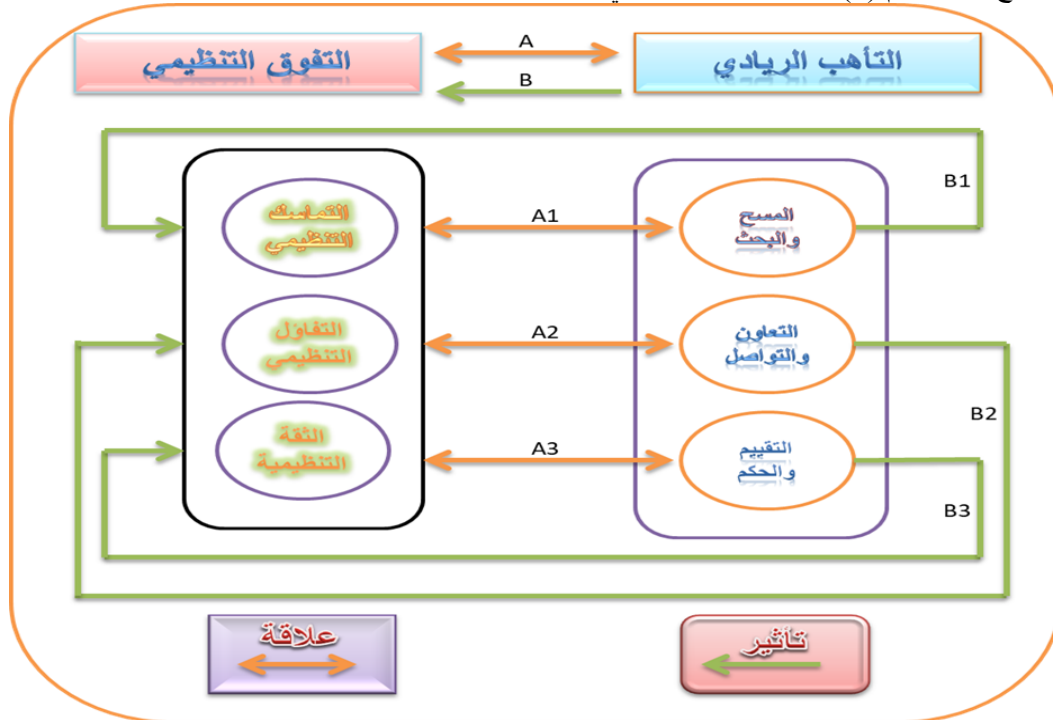 التأهب الريادي
A
B
التفوق التنظيمي
B1
المسح
والبحث
A1
التماسك
التنظيمي
التعاون
والتواصل
A2
التفاؤل
التنظيمي
B2
التقييم
والحكم
A3
الثقة
التنظيمية
B3
تأثير
علاقة